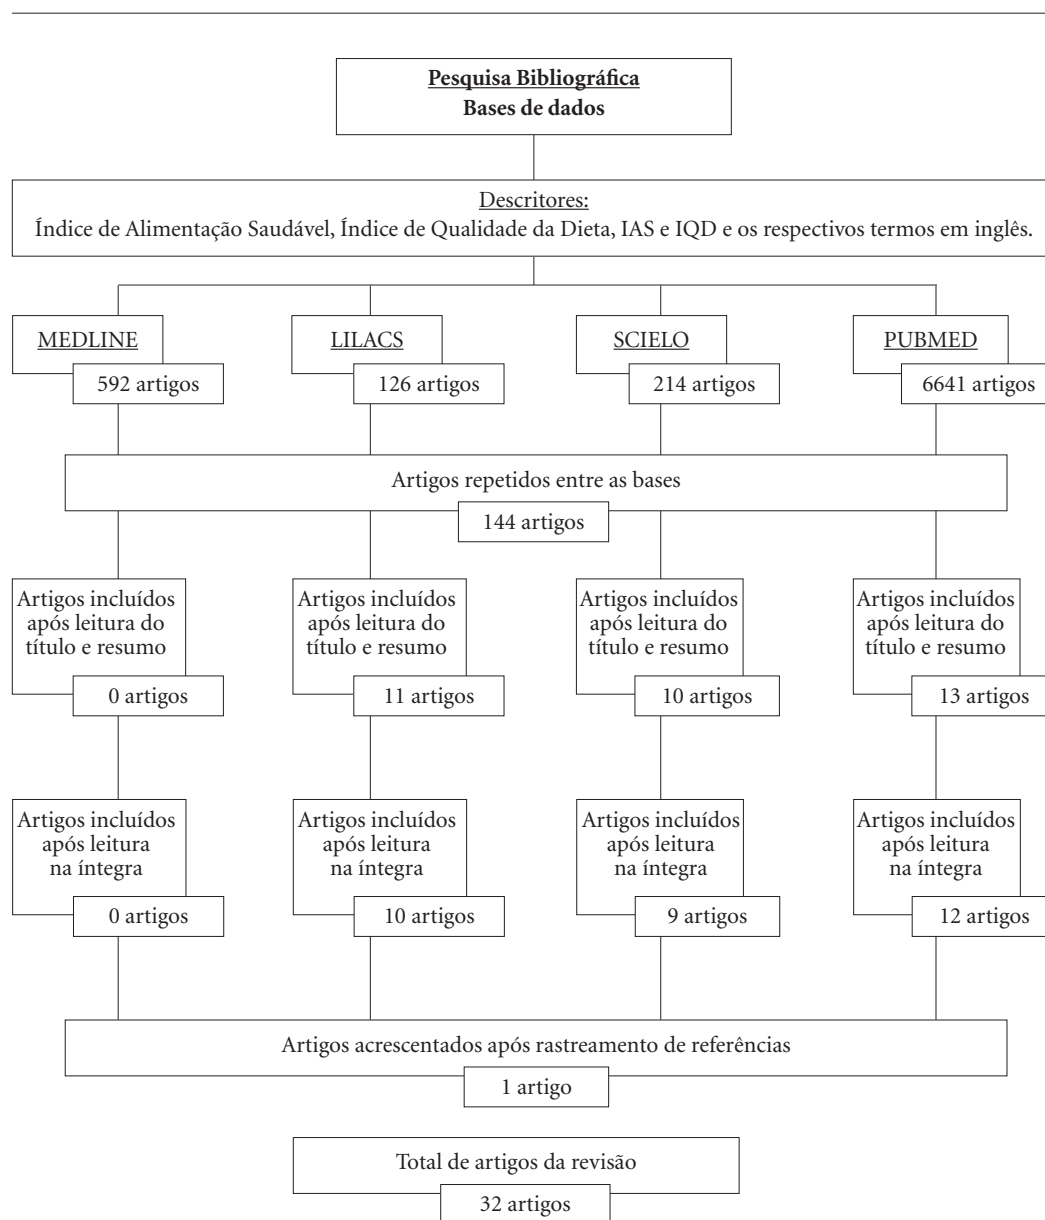 Pesquisa Bibliográfica
Bases de dados
Descritores:
Índice de Alimentação Saudável, Índice de Qualidade da Dieta, IAS e IQD e os respectivos termos em inglês.
MEDLINE
592 artigos
LILACS
126 artigos
SCIELO
214 artigos
PUBMED
6641 artigos
Artigos repetidos entre as bases
144 artigos
Artigos incluídos
após leitura do
título e resumo
0 artigos
Artigos incluídos
após leitura do
título e resumo
11 artigos
Artigos incluídos
após leitura do
título e resumo
10 artigos
Artigos incluídos
após leitura do
título e resumo
13 artigos
Artigos incluídos
após leitura
na íntegra
0 artigos
Artigos incluídos
após leitura
na íntegra
10 artigos
Artigos incluídos
após leitura
na íntegra
9 artigos
Artigos incluídos
após leitura
na íntegra
12 artigos
Artigos acrescentados após rastreamento de referências
1 artigo
Total de artigos da revisão
32 artigos